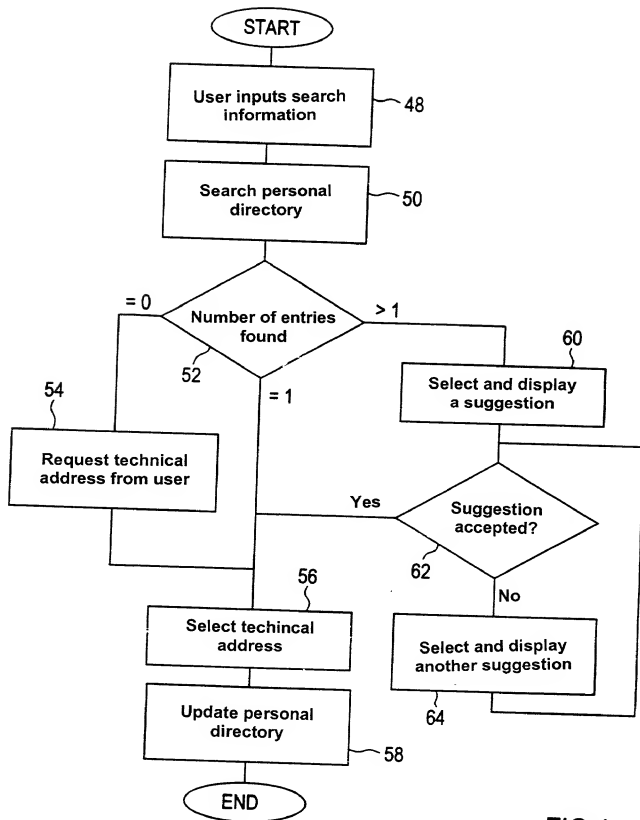 START
User inputs search
information
48
Search personal
directory
50
= 0
Number of entries
found
> 1
52
= 1
60
Select and display
a suggestion
54
Request technical
address from user
Yes
Suggestion
accepted?
62
No
56
Select techincal
address
Select and display
another suggestion
64
Update personal
directory
58
END